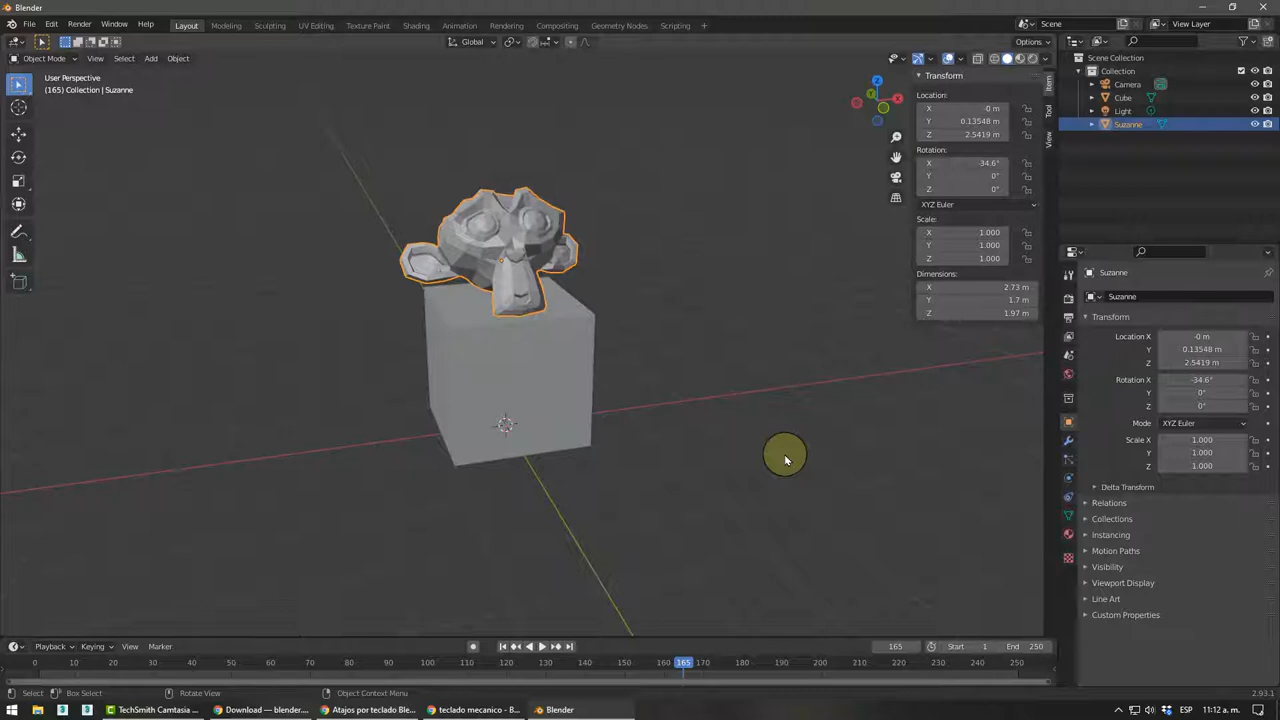 Blender
File Edit Render Window Help Layout Modeling Sculpting UV Editing Texture Paint Shading Animation Rendering Compositing Geometry Nodes Scripting + Scene View Layer
Global Options
Object Mode View Select Add Object
User Perspective
(165) Collection | Suzanne
Z
Y
X
Transform
Location:
X -0 m
Y 0.13548 m
Z 2.5419 m
Rotation:
X -34.6°
Y 0°
Z 0°
XYZ Euler
Scale:
X 1.000
Y 1.000
Z 1.000
Dimensions:
X 2.73 m
Y 1.7 m
Z 1.97 m
Item
Tool
View
Scene Collection
Collection
Camera
Cube
Light
Suzanne
Suzanne
Suzanne
Transform
Location X -0 m
Y 0.13548 m
Z 2.5419 m
Rotation X -34.6°
Y 0°
Z 0°
Mode XYZ Euler
Scale X 1.000
Y 1.000
Z 1.000
Delta Transform
Relations
Collections
Instancing
Motion Paths
Visibility
Viewport Display
Line Art
Custom Properties
Playback Keying View Marker 165 Start 1 End 250
0 10 20 30 40 50 60 70 80 90 100 110 120 130 140 150 160 165 170 180 190 200 210 220 230 240 250
Select Box Select Rotate View Object Context Menu 2.93.1
TechSmith Camtasia ... Download — blender.... Atajos por teclado Ble... teclado mecanico - B... Blender ESP 11:12 a. m.